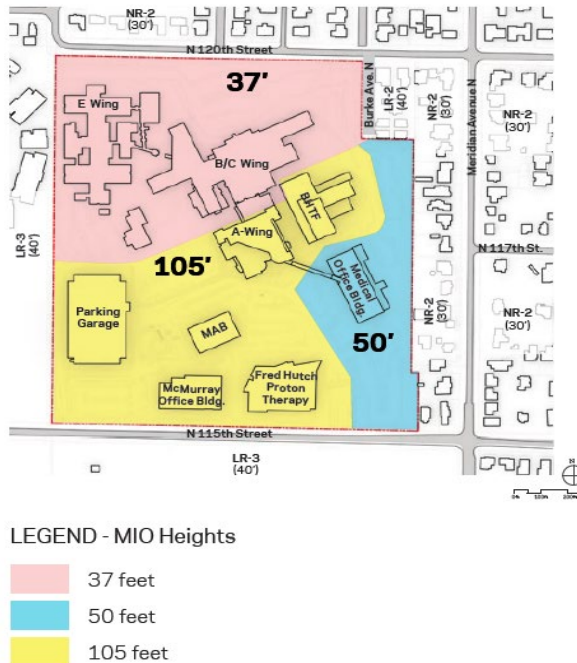 NR-2
(30')
NR-2
(30')
N 120th Street
37'
E Wing
Burke Ave. N
LR-2
(40')
NR-2
(30')
Meridian Avenue N
NR-2
(30')
B/C Wing
BHTF
A-Wing
LR-3
(40')
105'
N 117th St.
Medical
Office Bldg.
Parking
Garage
MAB
50'
NR-2
(30')
NR-2
(30')
McMurray
Office Bldg.
Fred Hutch
Proton
Therapy
N 115th Street
LR-3
(40')
N
LEGEND - MIO Heights
37 feet
50 feet
105 feet